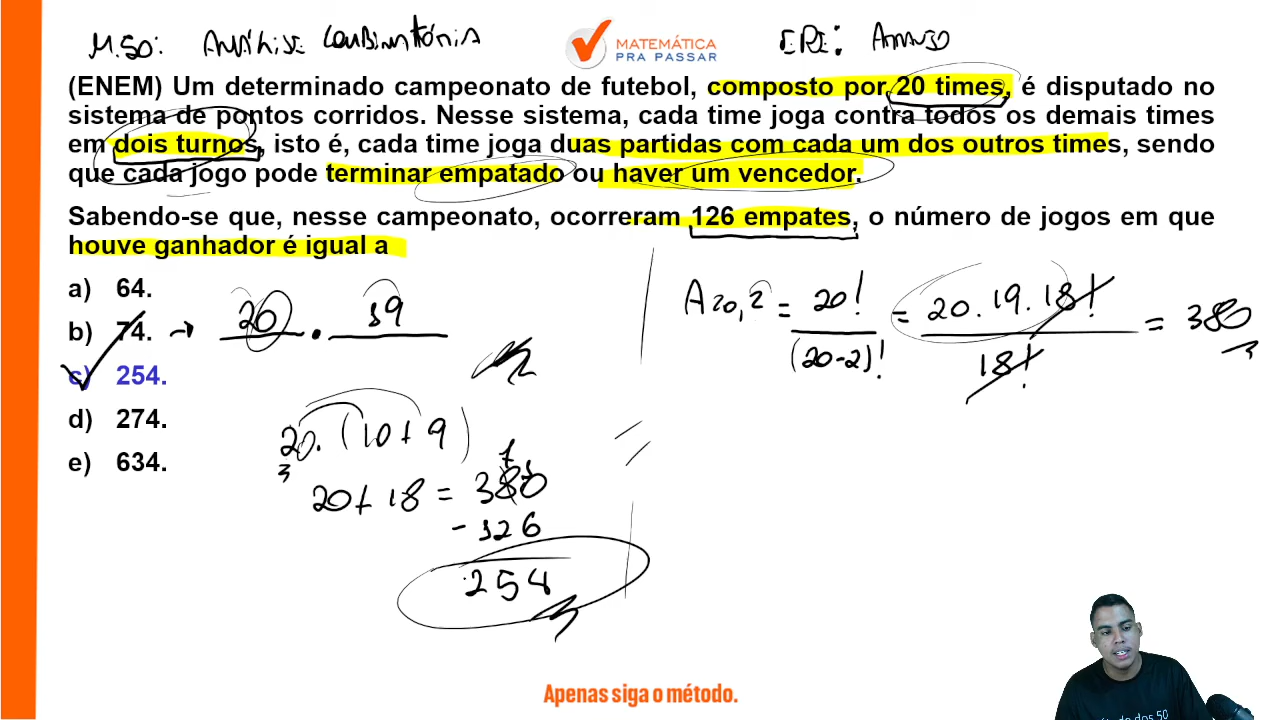 M.50: Análise Combinatória
MATEMÁTICA
PRA PASSAR
ERE: Arranjo
(ENEM) Um determinado campeonato de futebol, composto por 20 times, é disputado no
sistema de pontos corridos. Nesse sistema, cada time joga contra todos os demais times
em dois turnos, isto é, cada time joga duas partidas com cada um dos outros times, sendo
que cada jogo pode terminar empatado ou haver um vencedor.
Sabendo-se que, nesse campeonato, ocorreram 126 empates, o número de jogos em que
houve ganhador é igual a
a) 64.
b) 74.
c) 254.
d) 274.
e) 634.
20 . 19
20. (10 + 9)
20 + 18 = 380
- 126
254
A 20, 2 = 20! / (20-2)! = 20 . 19 . 18! / 18! = 380
Apenas siga o método.